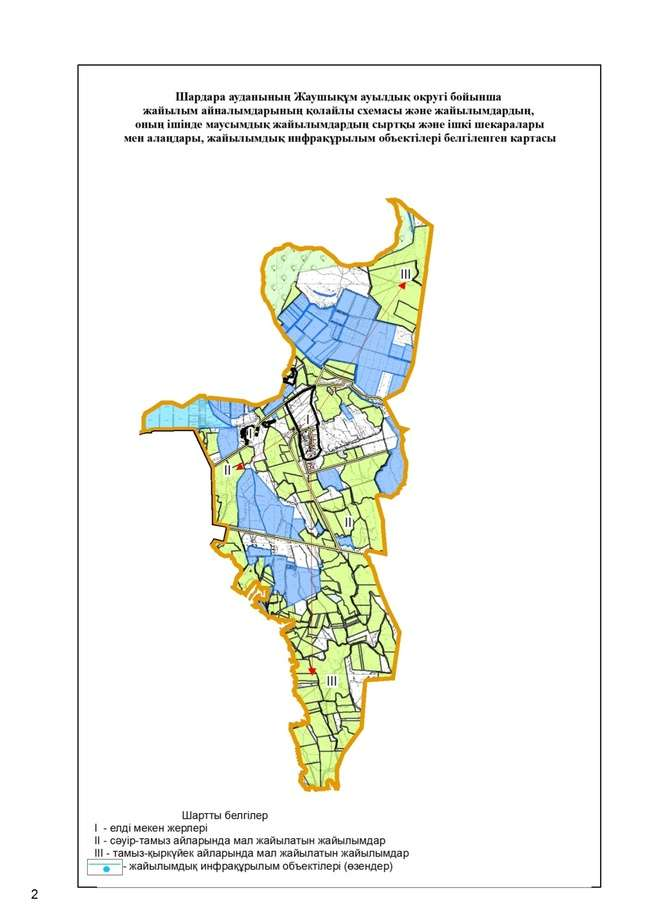 Шардара ауданының Жаушықұм ауылдық округі бойынша
жайылым айналымдарының қолайлы схемасы және жайылымдардың,
оның ішінде маусымдық жайылымдардың сыртқы және ішкі шекаралары
мен алаңдары, жайылымдық инфрақұрылым объектілері белгіленген картасы
III
I
I
II
II
III
Шартты белгілер
I - елді мекен жерлері
II - сәуір-тамыз айларында мал жайылатын жайылымдар
III - тамыз-қыркүйек айларында мал жайылатын жайылымдар
- жайылымдық инфрақұрылым объектілері (өзендер)
2